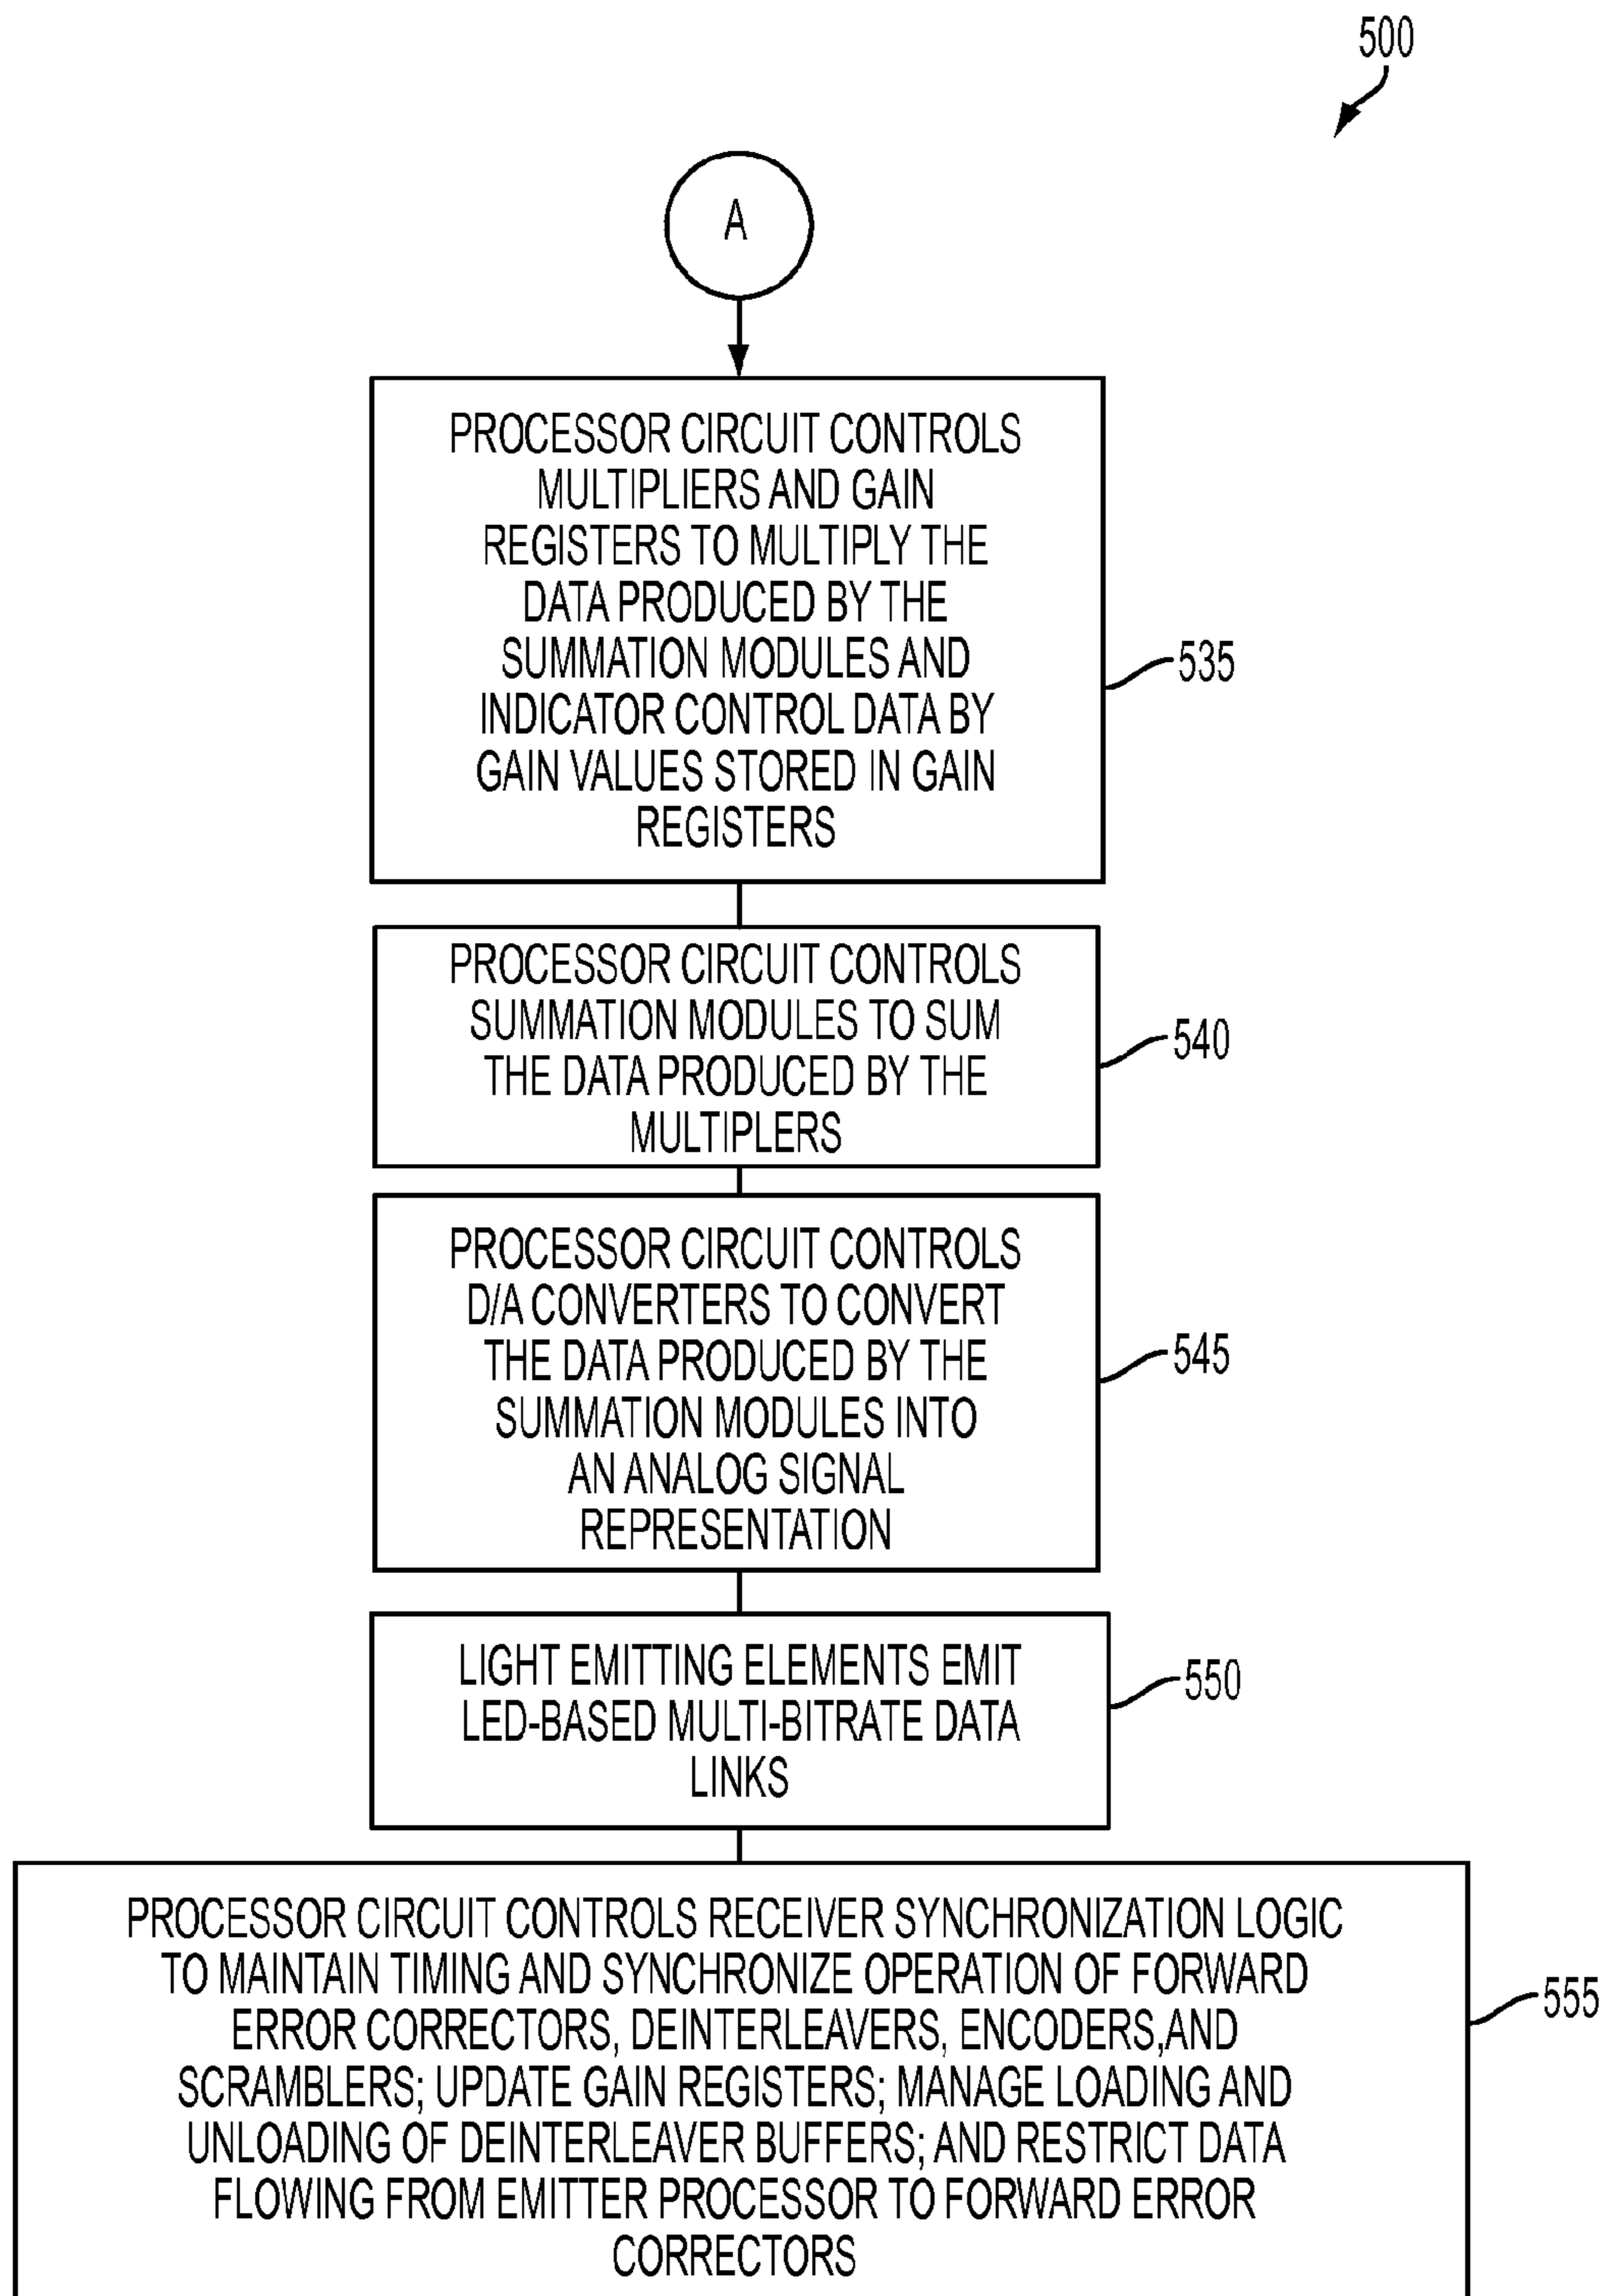 500
A
PROCESSOR CIRCUIT CONTROLS
MULTIPLIERS AND GAIN
REGISTERS TO MULTIPLY THE
DATA PRODUCED BY THE
SUMMATION MODULES AND
INDICATOR CONTROL DATA BY
GAIN VALUES STORED IN GAIN
REGISTERS
535
PROCESSOR CIRCUIT CONTROLS
SUMMATION MODULES TO SUM
THE DATA PRODUCED BY THE
MULTIPLERS
540
PROCESSOR CIRCUIT CONTROLS
D/A CONVERTERS TO CONVERT
THE DATA PRODUCED BY THE
SUMMATION MODULES INTO
AN ANALOG SIGNAL
REPRESENTATION
545
LIGHT EMITTING ELEMENTS EMIT
LED-BASED MULTI-BITRATE DATA
LINKS
550
PROCESSOR CIRCUIT CONTROLS RECEIVER SYNCHRONIZATION LOGIC
TO MAINTAIN TIMING AND SYNCHRONIZE OPERATION OF FORWARD
ERROR CORRECTORS, DEINTERLEAVERS, ENCODERS,AND
SCRAMBLERS; UPDATE GAIN REGISTERS; MANAGE LOADING AND
UNLOADING OF DEINTERLEAVER BUFFERS; AND RESTRICT DATA
FLOWING FROM EMITTER PROCESSOR TO FORWARD ERROR
CORRECTORS
555